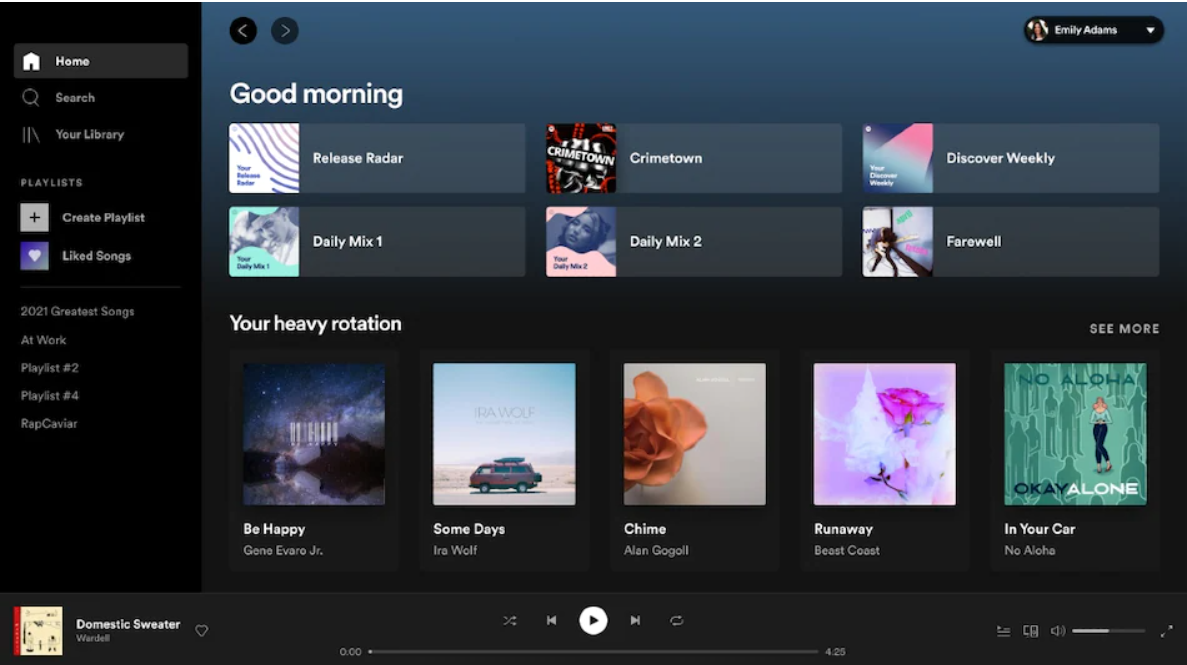 Home
Search
Your Library
PLAYLISTS
Create Playlist
Liked Songs
2021 Greatest Songs
At Work
Playlist #2
Playlist #4
RapCaviar
Emily Adams
Good morning
Your
Release
Radar
Release Radar
CRIMETOWN
Crimetown
Your
Discover
Weekly
Discover Weekly
Your
Daily Mix 1
Daily Mix 1
Your
Daily Mix 2
Daily Mix 2
Farewell
Your heavy rotation
SEE MORE
Be Happy
Gene Evaro Jr.
IRA WOLF
Some Days
Ira Wolf
Chime
Alan Gogoll
Runaway
Beast Coast
NO ALOHA
OKAYALONE
In Your Car
No Aloha
Domestic Sweater
Wardell
0:00
4:25